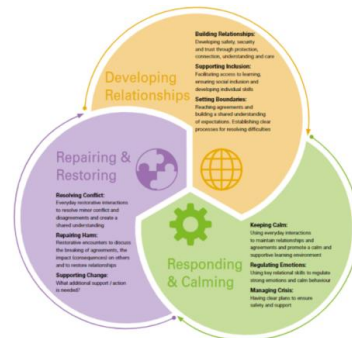 Building Relationships:
Developing safety, security
and trust through protection,
connection, understanding and care
Supporting Inclusion:
Facilitating access to learning,
ensuring social inclusion and
developing individual skills
Setting Boundaries:
Reaching agreements and
building a shared understanding
of expectations. Establishing clear
processes for resolving difficulty
Developing
Relationships
Repairing &
Restoring
Resolving Conflict:
Everyday restorative interactions
to resolve minor conflict and
disagreements and create a
shared understanding
Repairing Harm:
Restorative encounters to discuss
the breaking of agreements, the
impact (consequences) on others
and to restore relationships
Supporting Change:
What additional support / action
is needed?
Keeping Calm:
Using everyday interactions
to maintain relationships and
agreements and promote a calm and
supportive learning environment
Regulating Emotions:
Using key relational skills to regulate
strong emotions and calm behaviour
Managing Crisis:
Having clear plans to ensure
safety and support
Responding
& Calming